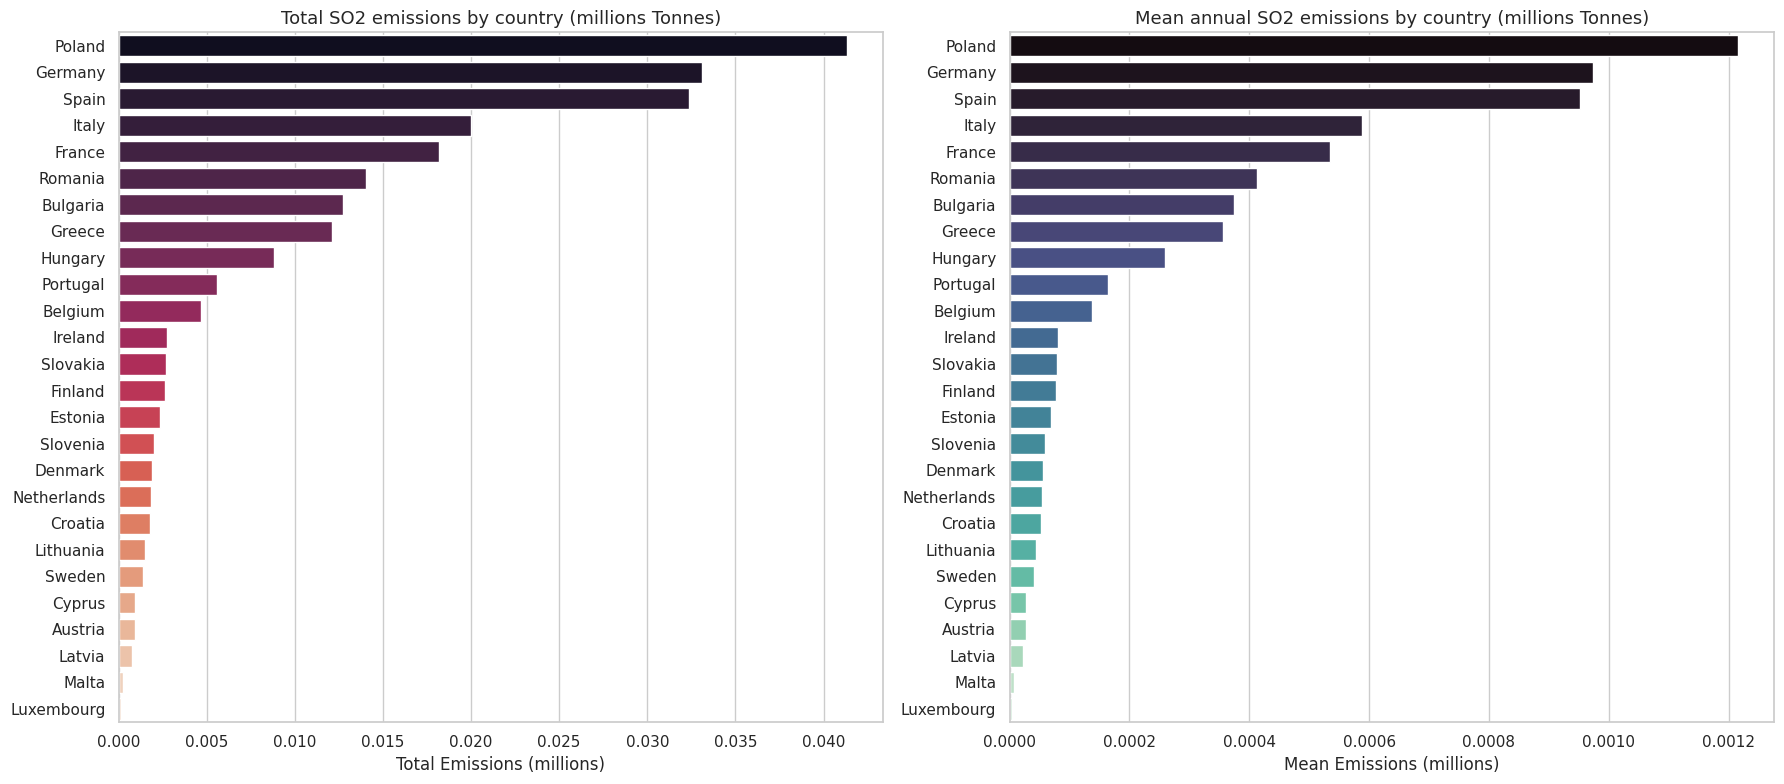 Total SO2 emissions by country (millions Tonnes)
Poland
Germany
Spain
Italy
France
Romania
Bulgaria
Greece
Hungary
Portugal
Belgium
Ireland
Slovakia
Finland
Estonia
Slovenia
Denmark
Netherlands
Croatia
Lithuania
Sweden
Cyprus
Austria
Latvia
Malta
Luxembourg
0.000 0.005 0.010 0.015 0.020 0.025 0.030 0.035 0.040
Total Emissions (millions)
Mean annual SO2 emissions by country (millions Tonnes)
Poland
Germany
Spain
Italy
France
Romania
Bulgaria
Greece
Hungary
Portugal
Belgium
Ireland
Slovakia
Finland
Estonia
Slovenia
Denmark
Netherlands
Croatia
Lithuania
Sweden
Cyprus
Austria
Latvia
Malta
Luxembourg
0.0000 0.0002 0.0004 0.0006 0.0008 0.0010 0.0012
Mean Emissions (millions)